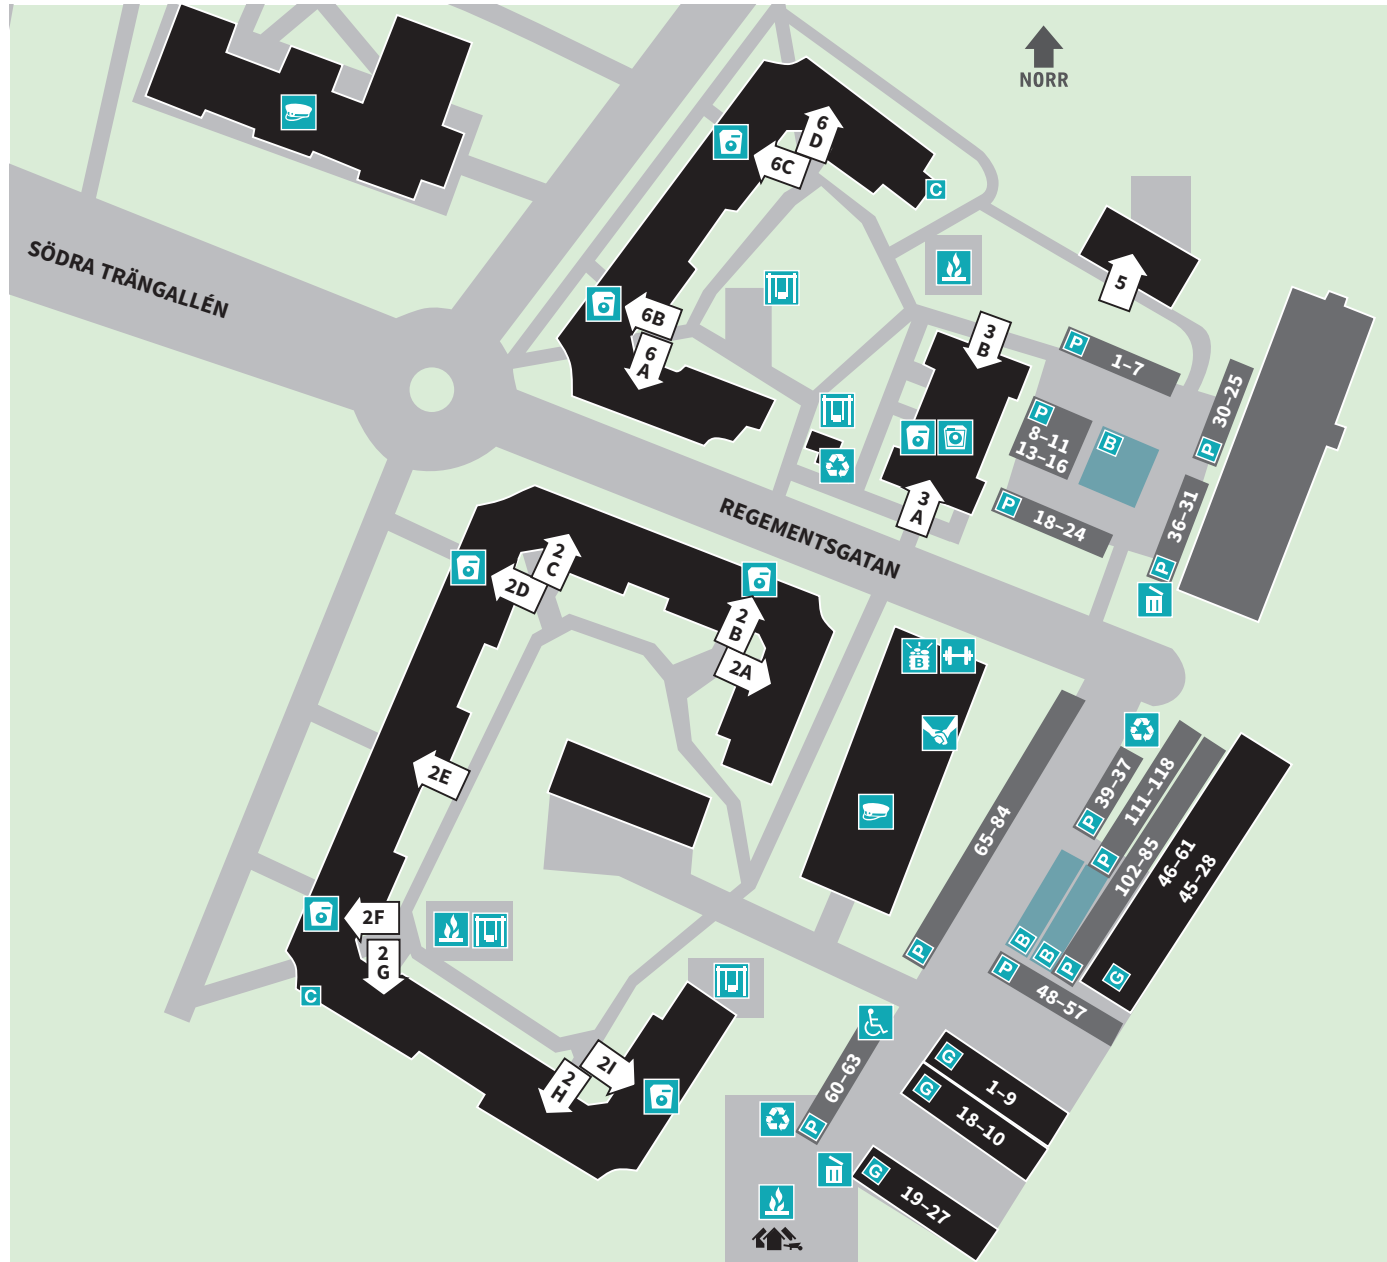 NORR
SÖDRA TRÄNGALLÉN
REGEMENTSGATAN
6
D
6C
C
6B
6
A
5
3
B
P
1–7
P
8–11
13–16
B
30–25
P
P
18–24
36–31
P
3
A
2
C
2D
2
B
2A
2E
2F
2
G
C
2I
2
H
B
65–84
P
39–37
P
111–118
P
102–85
P
46–61
45–28
G
B
B
P
48–57
60–63
P
G
1–9
G
18–10
G
19–27